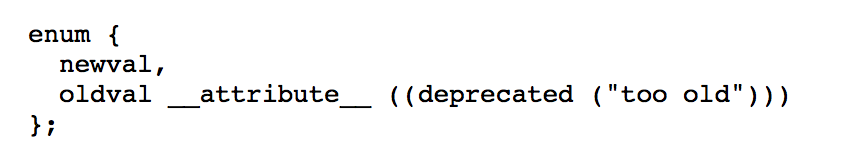 enum {
  newval,
  oldval __attribute__ ((deprecated ("too old")))
};